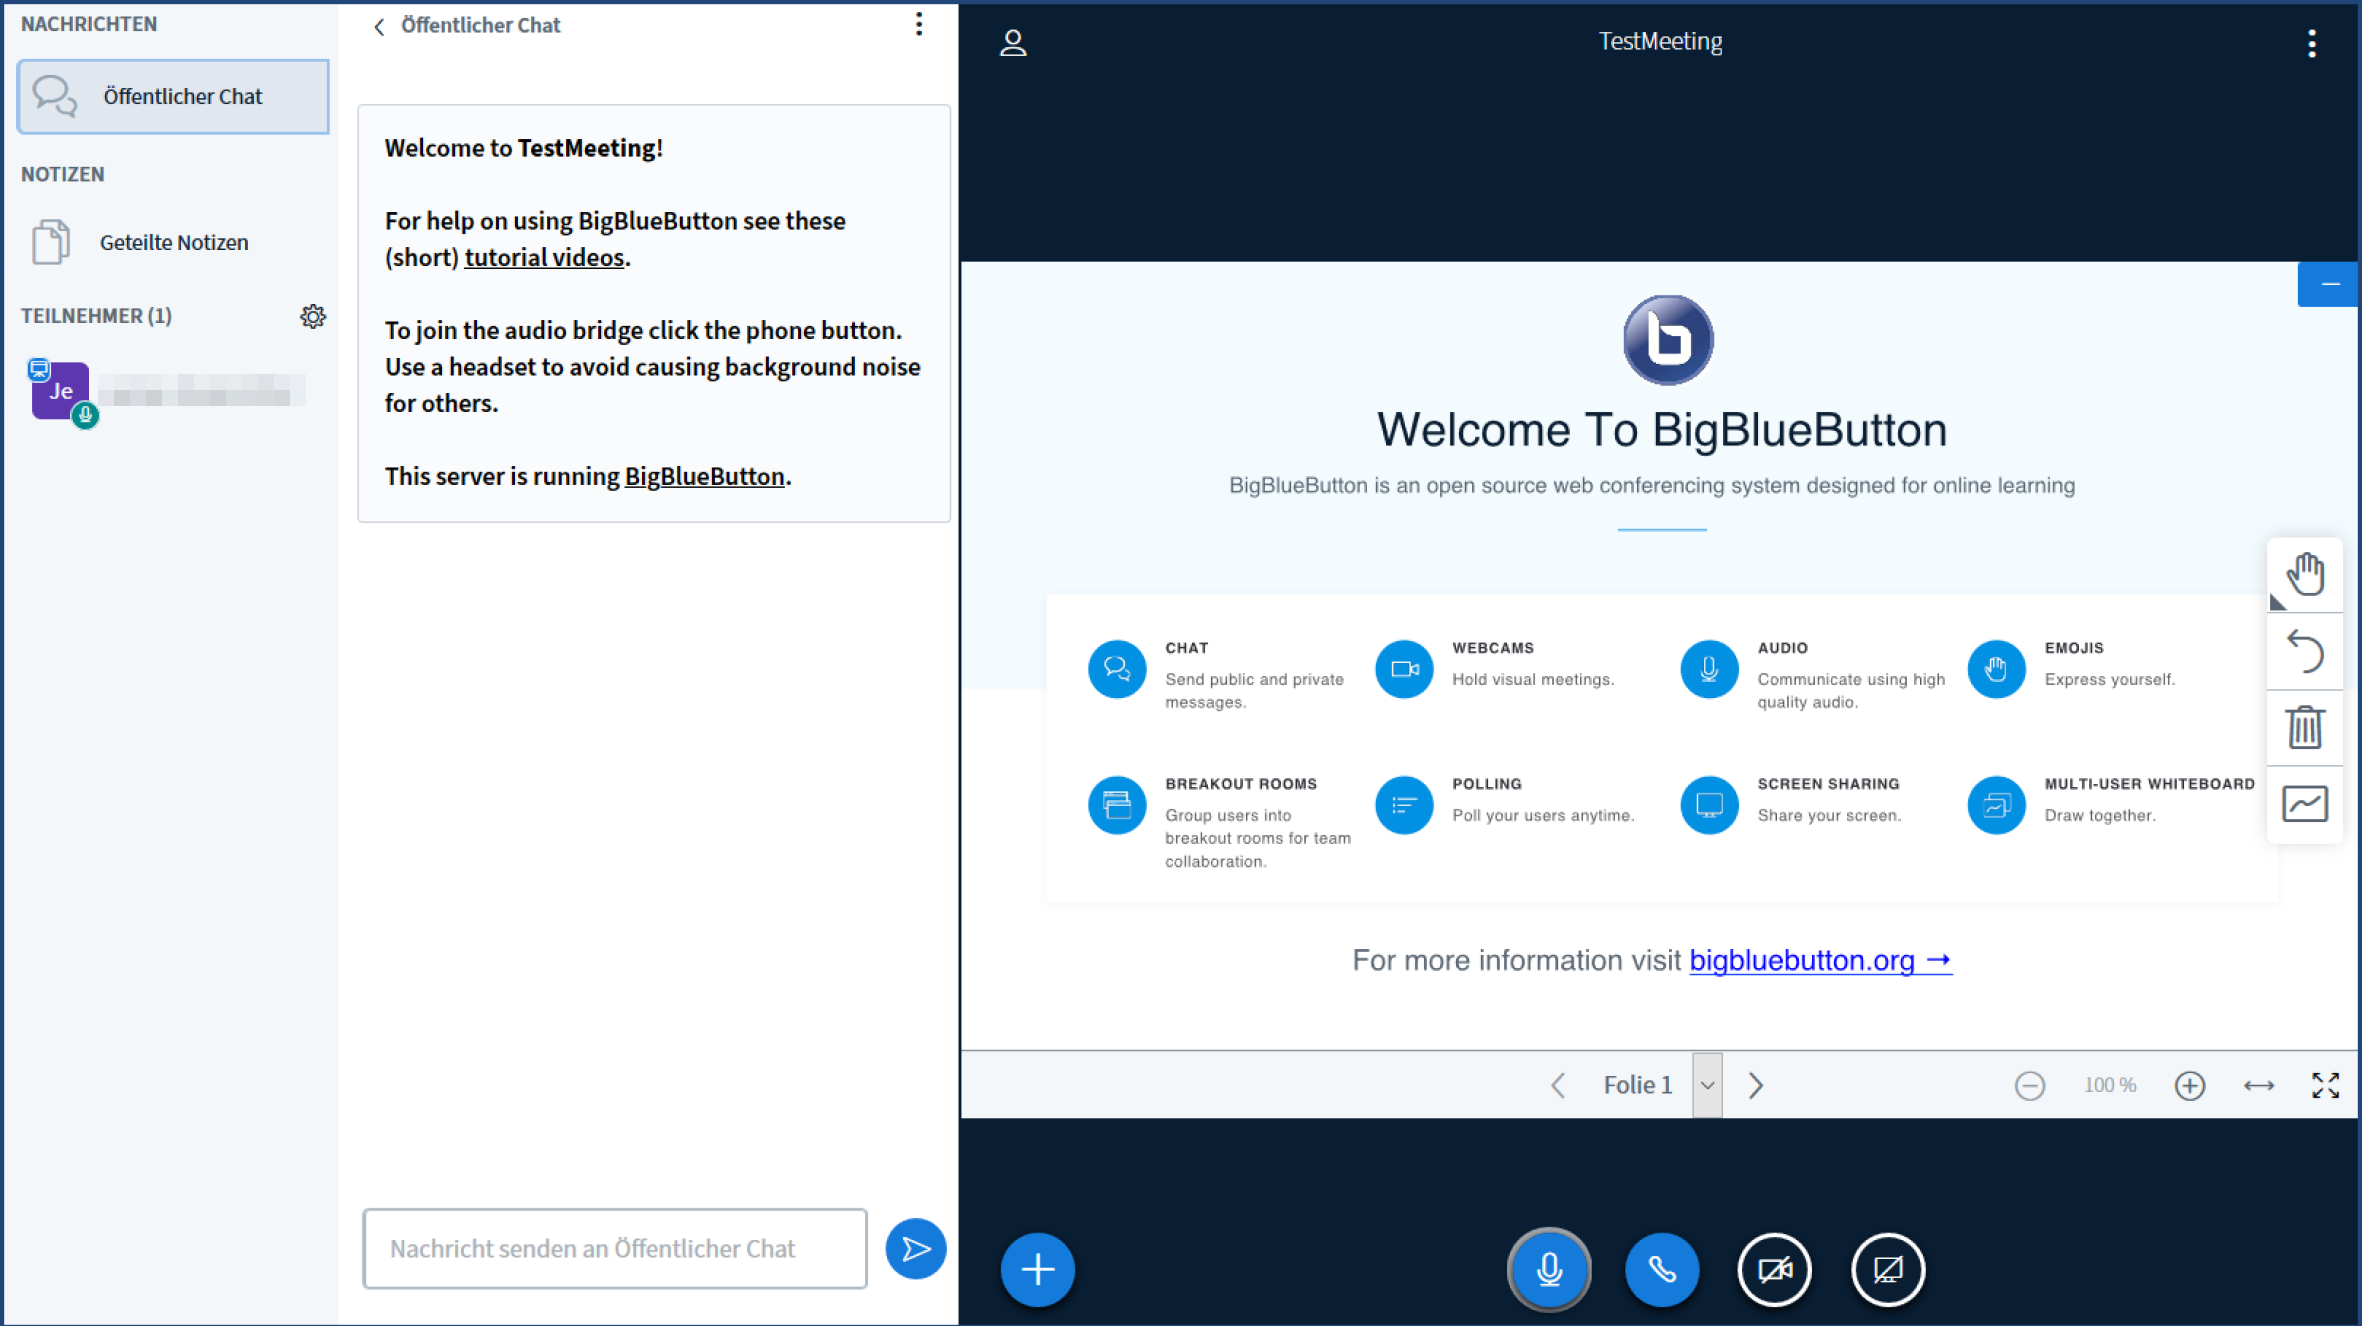 NACHRICHTEN
Öffentlicher Chat
NOTIZEN
Geteilte Notizen
TEILNEHMER (1)
Je
Öffentlicher Chat
Welcome to TestMeeting!
For help on using BigBlueButton see these
(short) tutorial videos.
To join the audio bridge click the phone button.
Use a headset to avoid causing background noise
for others.
This server is running BigBlueButton.
Nachricht senden an Öffentlicher Chat
TestMeeting
Welcome To BigBlueButton
BigBlueButton is an open source web conferencing system designed for online learning
CHAT
Send public and private
messages.
WEBCAMS
Hold visual meetings.
AUDIO
Communicate using high
quality audio.
EMOJIS
Express yourself.
BREAKOUT ROOMS
Group users into
breakout rooms for team
collaboration.
POLLING
Poll your users anytime.
SCREEN SHARING
Share your screen.
MULTI-USER WHITEBOARD
Draw together.
For more information visit bigbluebutton.org →
Folie 1
100 %